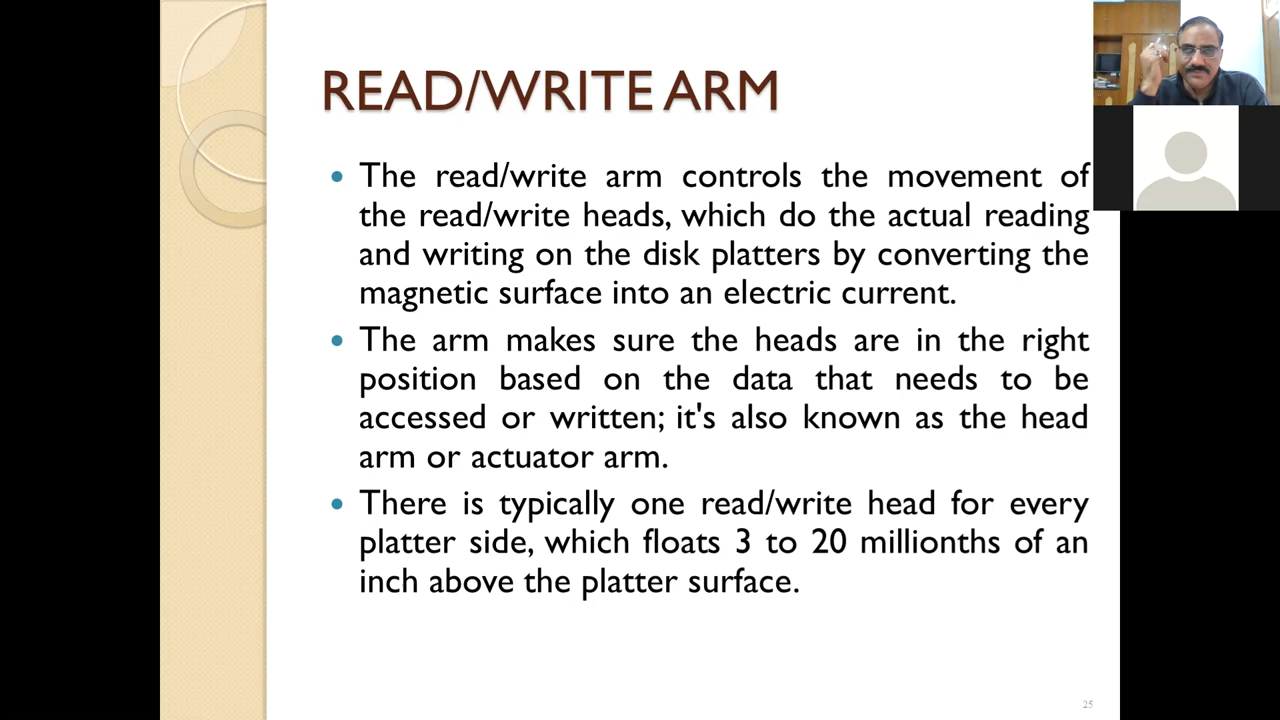 READ/WRITE ARM
The read/write arm controls the movement of
the read/write heads, which do the actual reading
and writing on the disk platters by converting the
magnetic surface into an electric current.
The arm makes sure the heads are in the right
position based on the data that needs to be
accessed or written; it's also known as the head
arm or actuator arm.
There is typically one read/write head for every
platter side, which floats 3 to 20 millionths of an
inch above the platter surface.
25